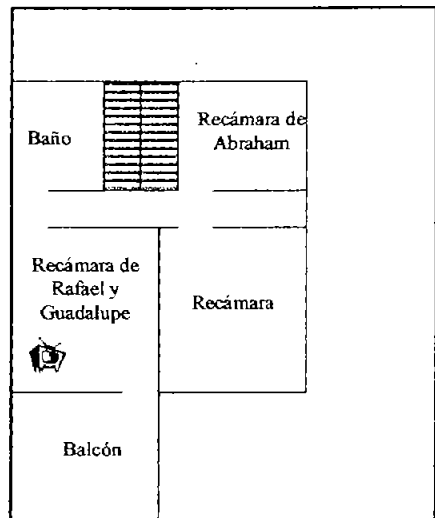 Baño
Recámara de
Abraham
Recámara de
Rafael y
Guadalupe
Recámara
Balcón